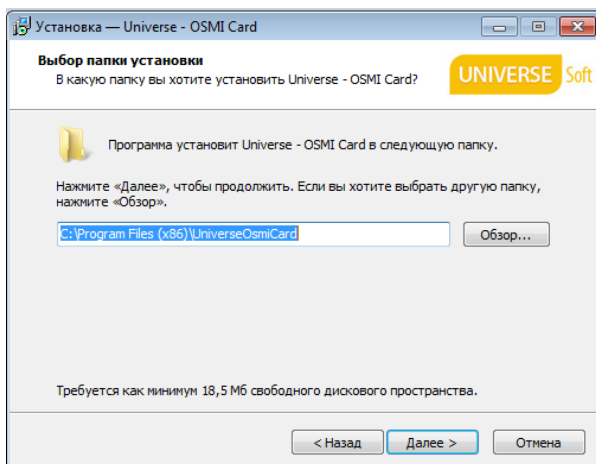 Установка — Universe - OSMI Card
Выбор папки установки
В какую папку вы хотите установить Universe - OSMI Card?
UNIVERSE Soft
Программа установит Universe - OSMI Card в следующую папку.
Нажмите «Далее», чтобы продолжить. Если вы хотите выбрать другую папку,
нажмите «Обзор».
C:\Program Files (x86)\UniverseOsmiCard
Обзор...
Требуется как минимум 18,5 Мб свободного дискового пространства.
< Назад
Далее >
Отмена